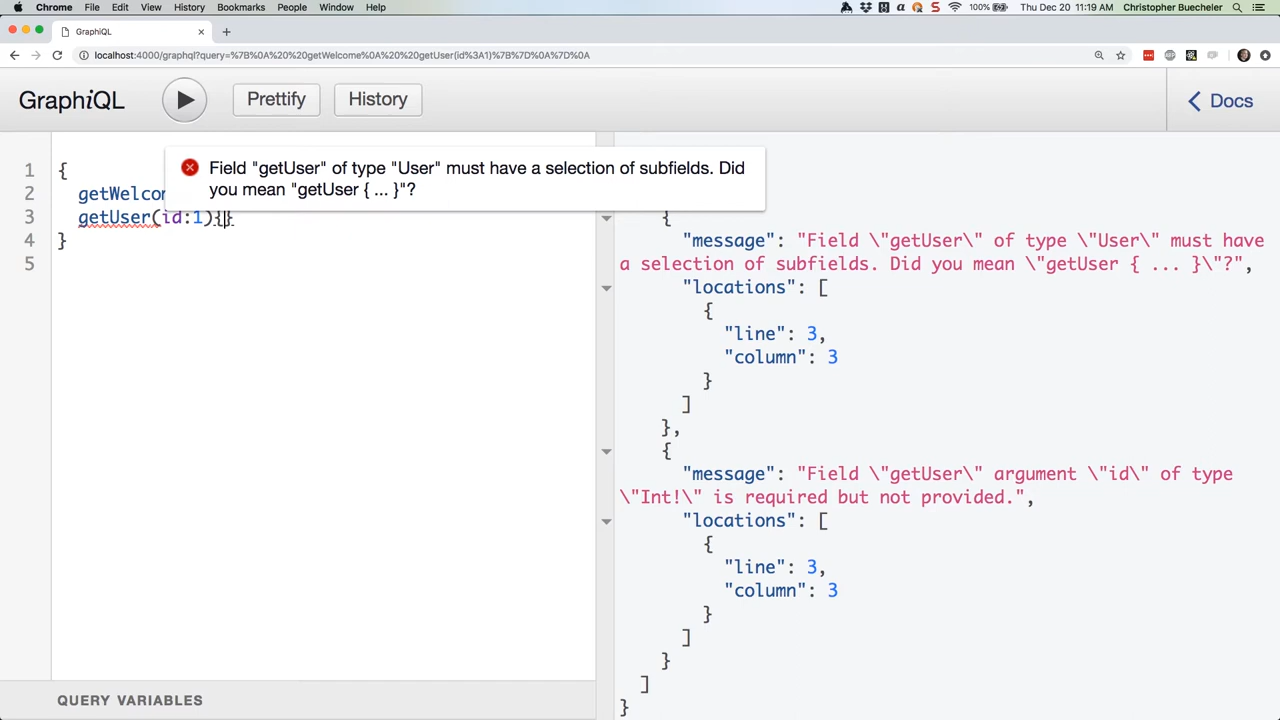 Chrome File Edit View History Bookmarks People Window Help 100% Thu Dec 20 11:19 AM Christopher Buecheler
GraphiQL
localhost:4000/graphql?query=%7B%0A%20%20getWelcome%0A%20%20getUser(id%3A1)%7B%7D%0A%7D%0A
GraphiQL Prettify History Docs
Field "getUser" of type "User" must have a selection of subfields. Did
you mean "getUser { ... }"?
1 {
2 getWelcom
3 getUser(id:1){}
4 }
5
{
"message": "Field \"getUser\" of type \"User\" must have
a selection of subfields. Did you mean \"getUser { ... }\"?",
"locations": [
{
"line": 3,
"column": 3
}
]
},
{
"message": "Field \"getUser\" argument \"id\" of type
\"Int!\" is required but not provided.",
"locations": [
{
"line": 3,
"column": 3
}
]
}
]
}
QUERY VARIABLES